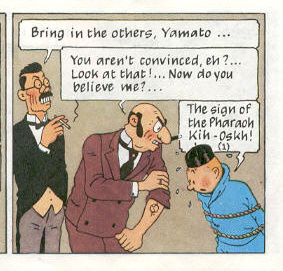 Bring in the others, Yamato ...
You aren't convinced, eh?...
Look at that!... Now do you
believe me?...
The sign of
the Pharaoh
Kih-Oskh!
(1)